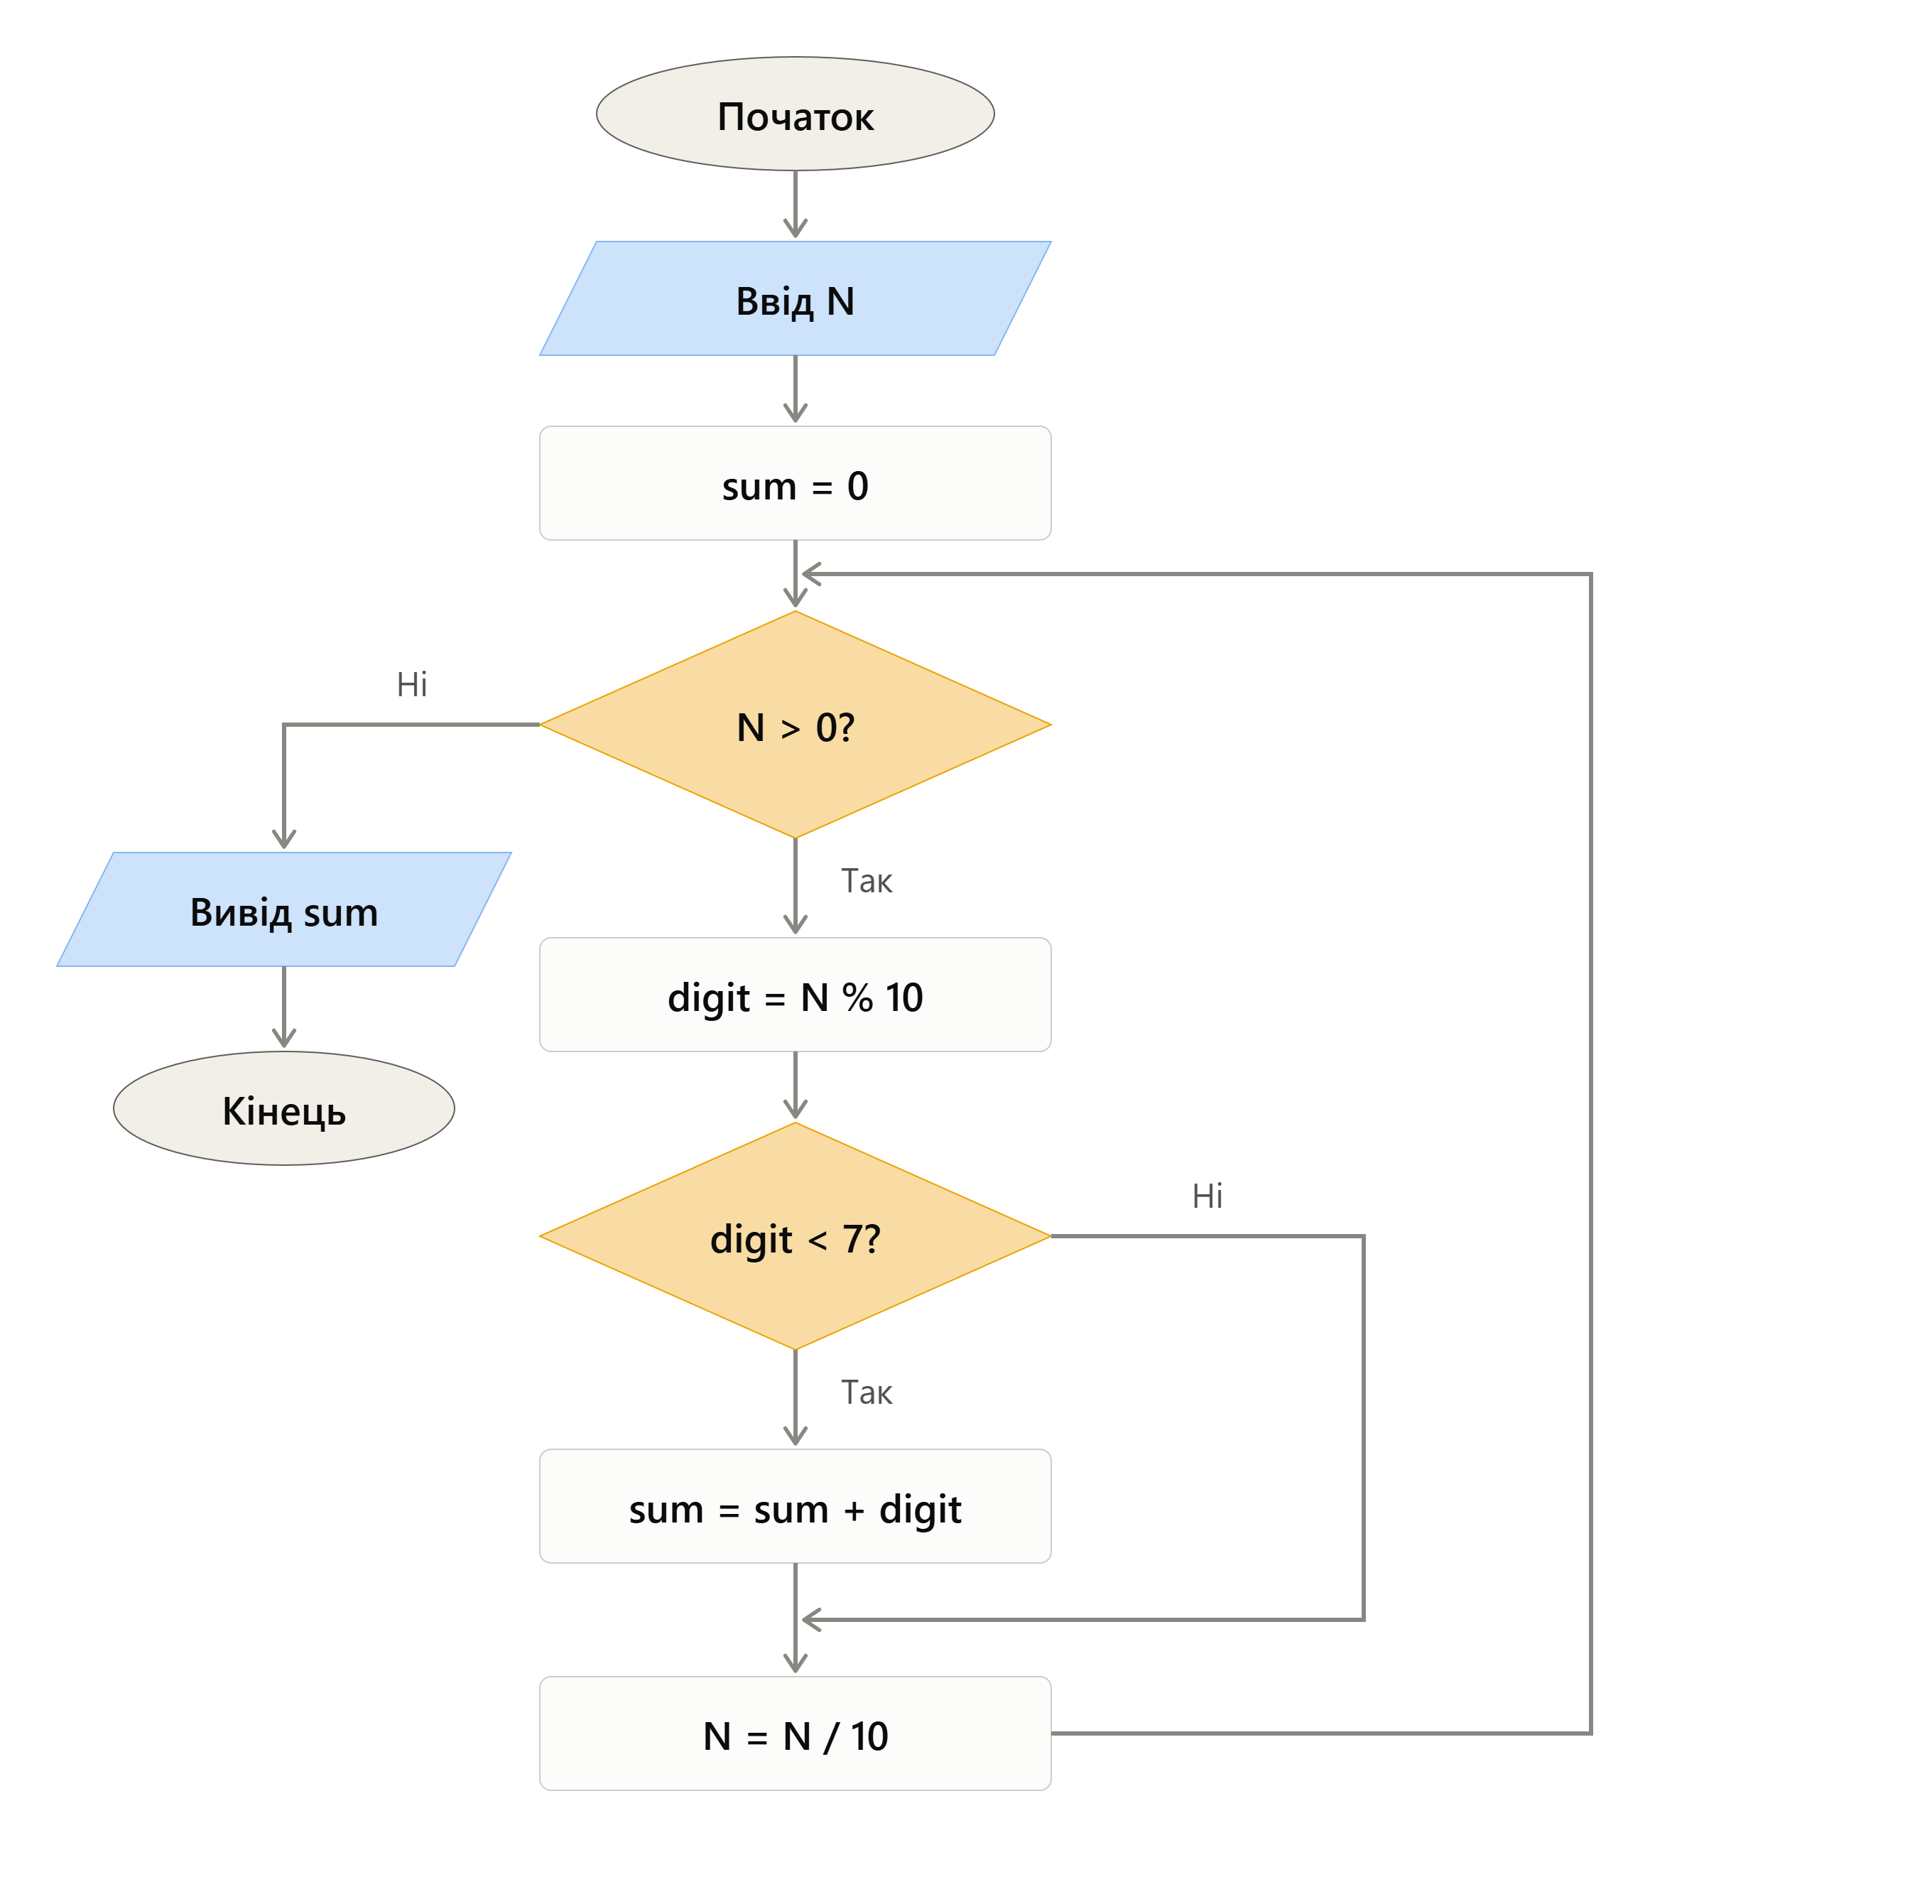 Початок
Ввід N
sum = 0
N > 0?
Ні
Так
Вивід sum
Кінець
digit = N % 10
digit < 7?
Ні
Так
sum = sum + digit
N = N / 10